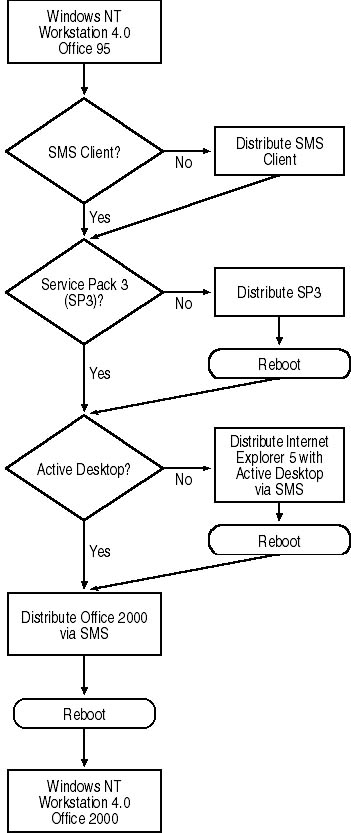 Windows NT
Workstation 4.0
Office 95
SMS Client?
No
Distribute SMS
Client
Yes
Service Pack 3
(SP3)?
No
Distribute SP3
Reboot
Yes
Active Desktop?
No
Distribute Internet
Explorer 5 with
Active Desktop
via SMS
Reboot
Yes
Distribute Office 2000
via SMS
Reboot
Windows NT
Workstation 4.0
Office 2000